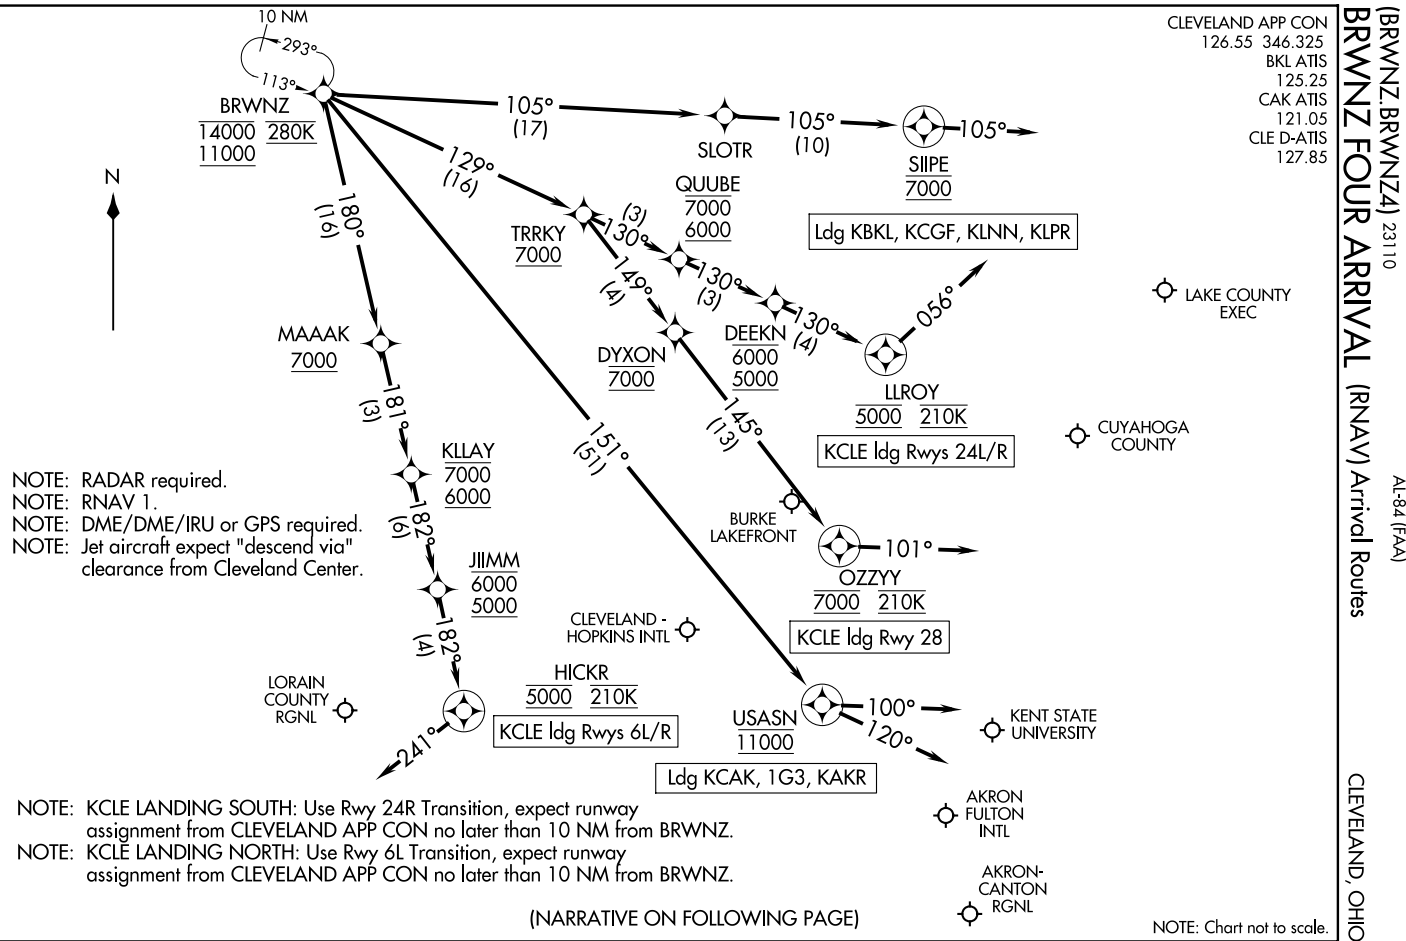 (BRWNZ.BRWNZ4) 23110
BRWNZ FOUR ARRIVAL (RNAV) Arrival Routes
AL-84 (FAA)
CLEVELAND, OHIO
CLEVELAND APP CON
126.55 346.325
BKL ATIS
125.25
CAK ATIS
121.05
CLE D-ATIS
127.85
10 NM
293°
113°
BRWNZ
14000 280K
11000
105°
(17)
SLOTR
105°
(10)
105°
SIIPE
7000
Ldg KBKL, KCGF, KLNN, KLPR
N
129°
(16)
TRRKY
7000
(3)
130°
QUUBE
7000
6000
130°
(3)
DEEKN
6000
5000
130°
(4)
056°
LLROY
5000 210K
KCLE ldg Rwys 24L/R
149°
(4)
DYXON
7000
145°
(13)
101°
OZZYY
7000 210K
KCLE ldg Rwy 28
151°
(51)
USASN
11000
100°
120°
Ldg KCAK, 1G3, KAKR
180°
(16)
MAAAK
7000
181°
(3)
KLLAY
7000
6000
182°
(6)
JIIMM
6000
5000
182°
(4)
HICKR
5000 210K
KCLE ldg Rwys 6L/R
241°
LAKE COUNTY
EXEC
CUYAHOGA
COUNTY
BURKE
LAKEFRONT
CLEVELAND -
HOPKINS INTL
LORAIN
COUNTY
RGNL
KENT STATE
UNIVERSITY
AKRON
FULTON
INTL
AKRON-
CANTON
RGNL
NOTE: RADAR required.
NOTE: RNAV 1.
NOTE: DME/DME/IRU or GPS required.
NOTE: Jet aircraft expect "descend via"
clearance from Cleveland Center.
NOTE: KCLE LANDING SOUTH: Use Rwy 24R Transition, expect runway
assignment from CLEVELAND APP CON no later than 10 NM from BRWNZ.
NOTE: KCLE LANDING NORTH: Use Rwy 6L Transition, expect runway
assignment from CLEVELAND APP CON no later than 10 NM from BRWNZ.
(NARRATIVE ON FOLLOWING PAGE)
NOTE: Chart not to scale.